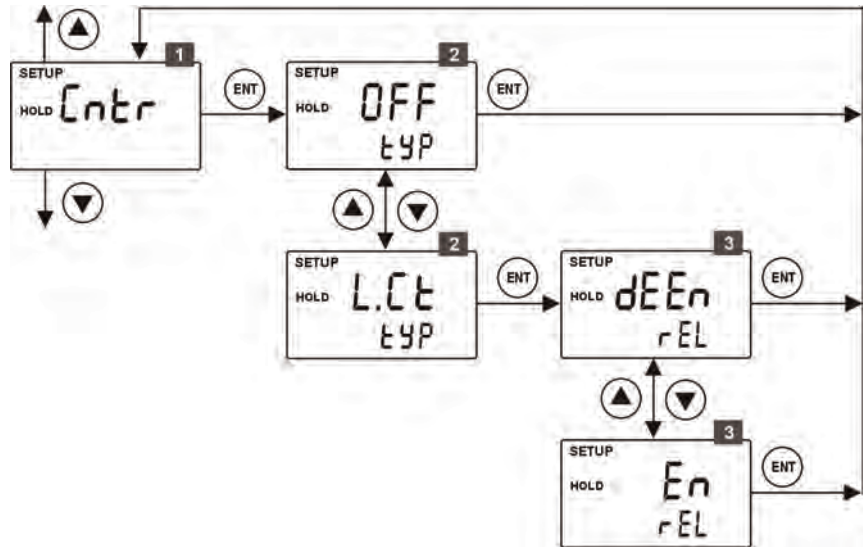 1
SETUP
HOLD Cntr
ENT
2
SETUP
HOLD OFF
tYP
ENT
2
SETUP
HOLD L.Ct
tYP
ENT
3
SETUP
HOLD dEEn
rEL
ENT
3
SETUP
HOLD En
rEL
ENT